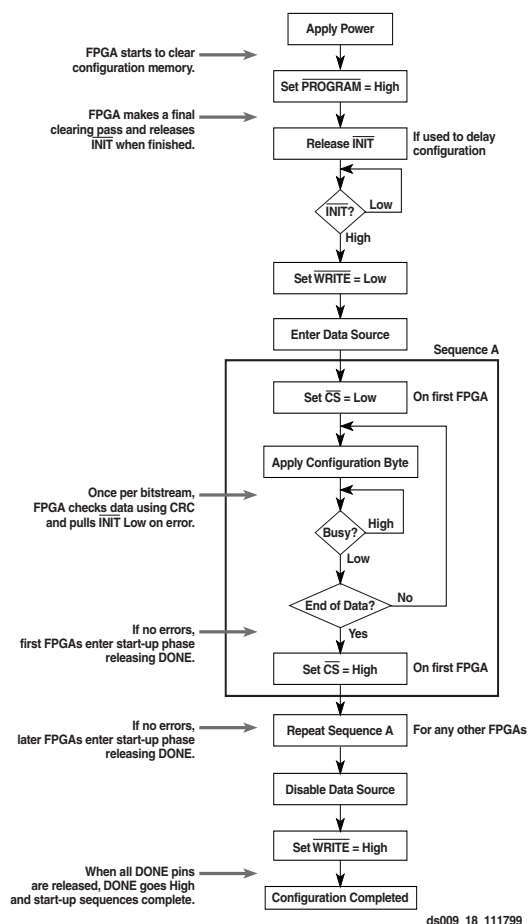 Apply Power
FPGA starts to clear
configuration memory.
Set PROGRAM = High
FPGA makes a final
clearing pass and releases
INIT when finished.
Release INIT
If used to delay
configuration
INIT?
Low
High
Set WRITE = Low
Enter Data Source
Sequence A
Set CS = Low
On first FPGA
Apply Configuration Byte
Once per bitstream,
FPGA checks data using CRC
and pulls INIT Low on error.
High
Busy?
Low
End of Data?
No
Yes
If no errors,
first FPGAs enter start-up phase
releasing DONE.
Set CS = High
On first FPGA
If no errors,
later FPGAs enter start-up phase
releasing DONE.
Repeat Sequence A
For any other FPGAs
Disable Data Source
Set WRITE = High
When all DONE pins
are released, DONE goes High
and start-up sequences complete.
Configuration Completed
ds009_18_111799